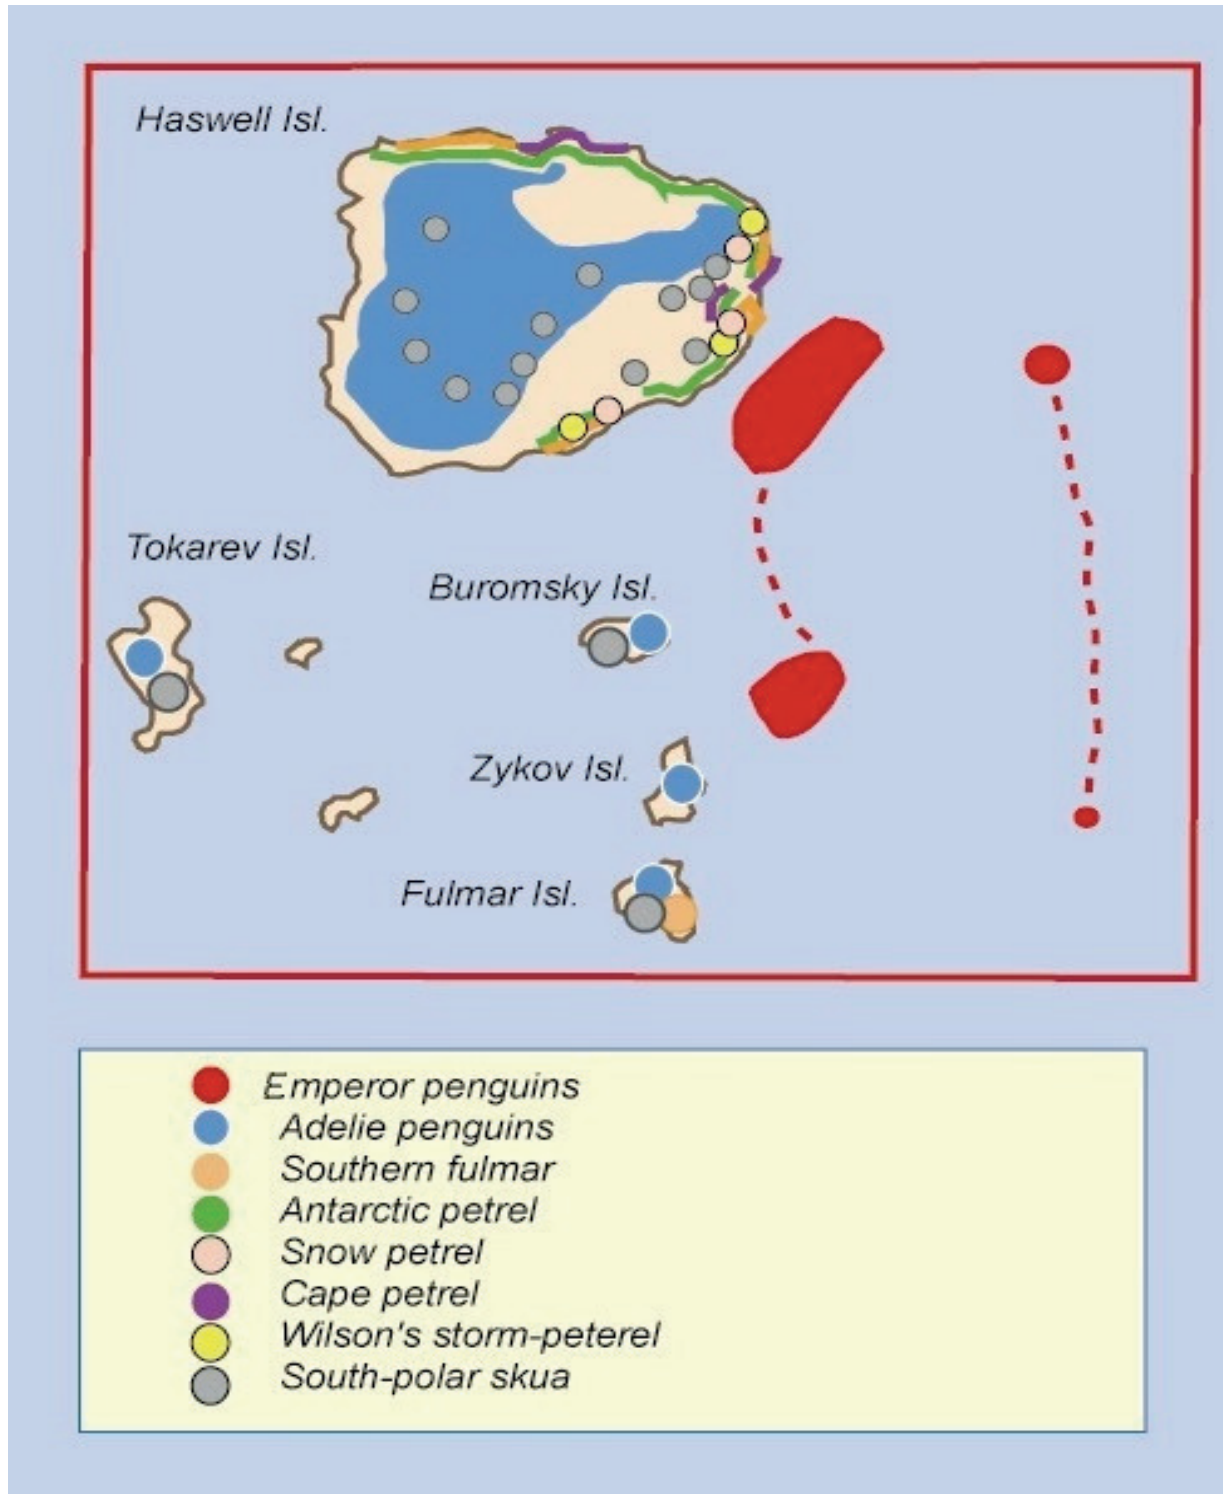 Haswell Isl.
Tokarev Isl.
Buromsky Isl.
Zykov Isl.
Fulmar Isl.
Emperor penguins
Adelie penguins
Southern fulmar
Antarctic petrel
Snow petrel
Cape petrel
Wilson's storm-peterel
South-polar skua